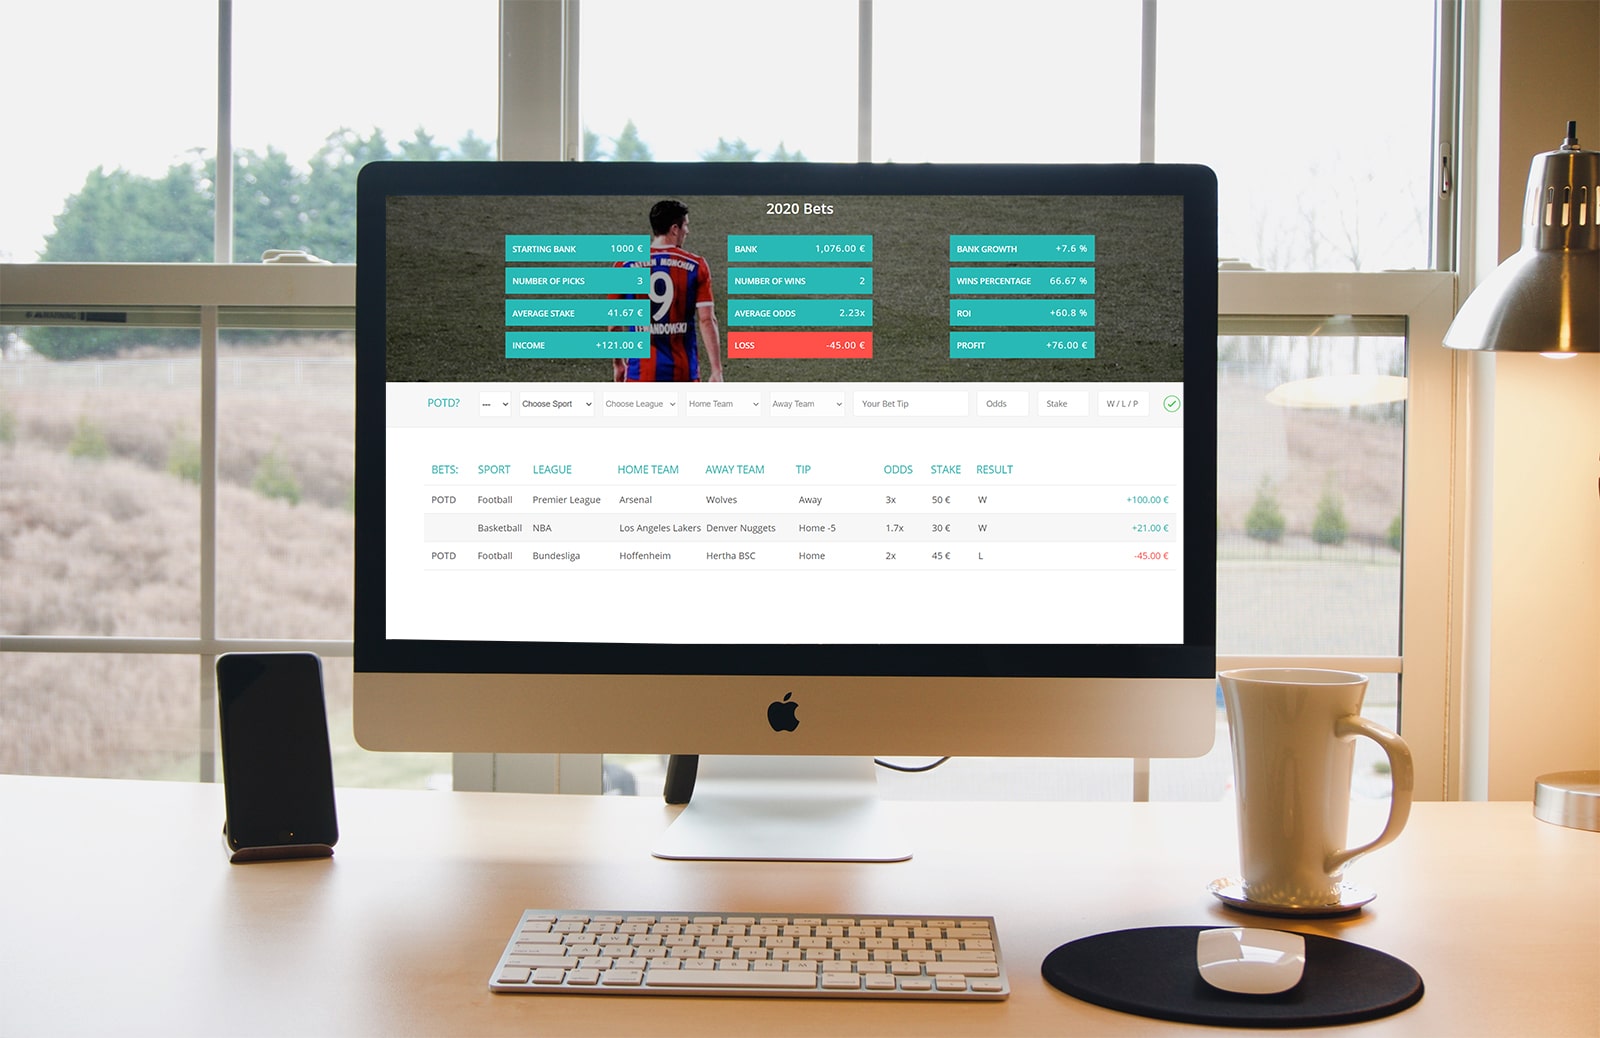 2020 Bets
STARTING BANK 1000 € BANK 1,076.00 € BANK GROWTH +7.6 %
NUMBER OF PICKS 3 NUMBER OF WINS 2 WINS PERCENTAGE 66.67 %
AVERAGE STAKE 41.67 € AVERAGE ODDS 2.23x ROI +60.8 %
INCOME +121.00 € LOSS -45.00 € PROFIT +76.00 €
MÜNCHEN
9
LEWANDOWSKI
POTD? --- Choose Sport Choose League Home Team Away Team Your Bet Tip Odds Stake W / L / P
BETS: SPORT LEAGUE HOME TEAM AWAY TEAM TIP ODDS STAKE RESULT
POTD Football Premier League Arsenal Wolves Away 3x 50 € W +100.00 €
Basketball NBA Los Angeles Lakers Denver Nuggets Home -5 1.7x 30 € W +21.00 €
POTD Football Bundesliga Hoffenheim Hertha BSC Home 2x 45 € L -45.00 €
WARNING